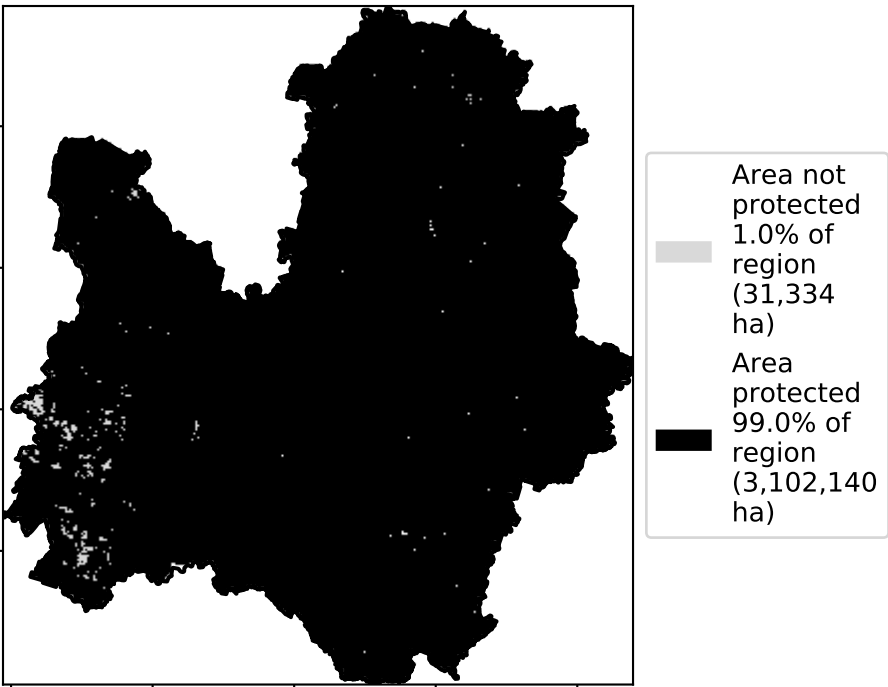 Area not
protected
1.0% of
region
(31,334
ha)
Area
protected
99.0% of
region
(3,102,140
ha)